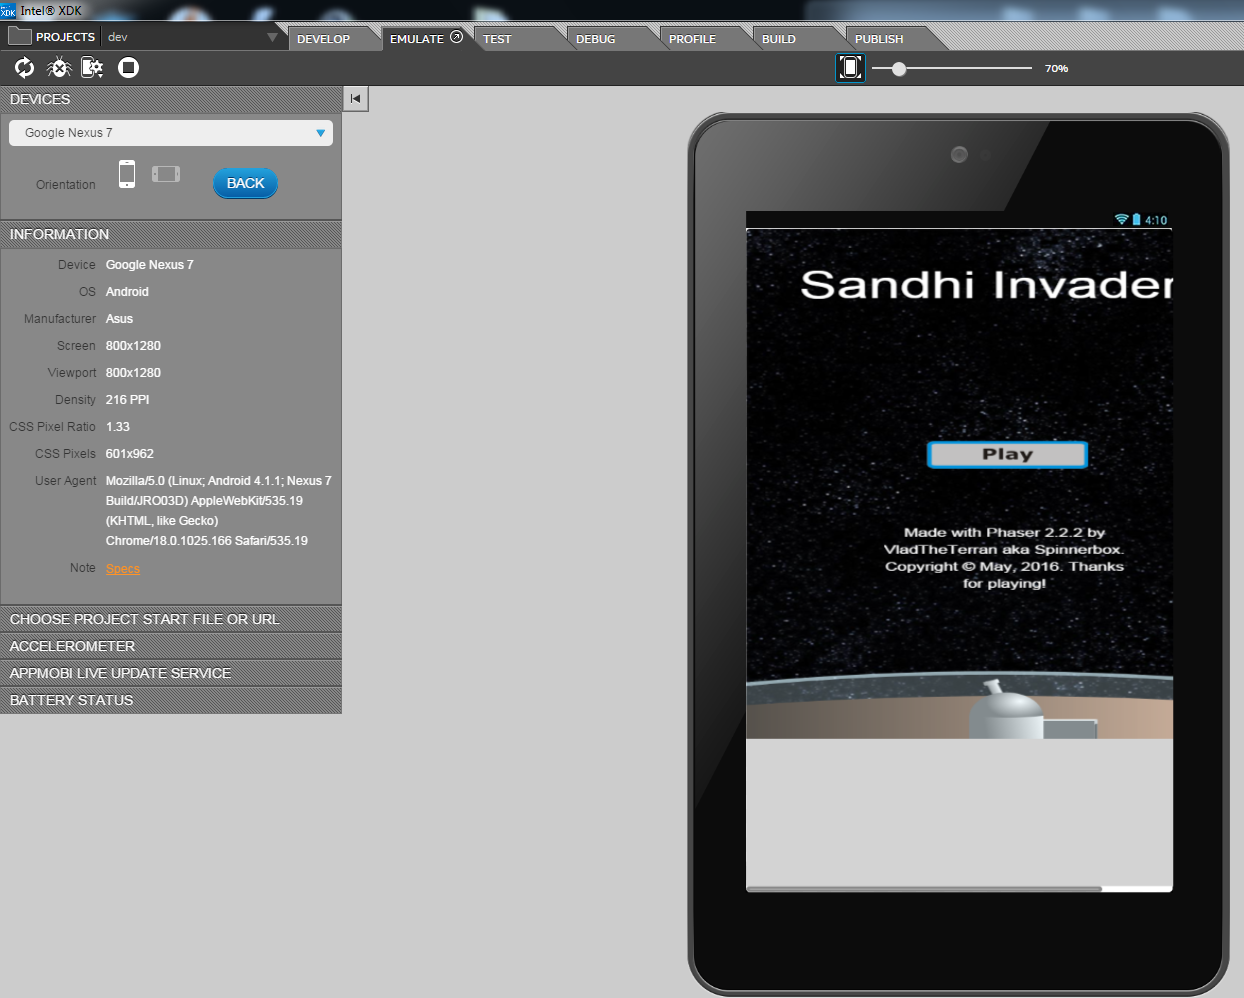 XDK Intel® XDK
PROJECTS dev
DEVELOP EMULATE TEST DEBUG PROFILE BUILD PUBLISH
70%
DEVICES
Google Nexus 7
Orientation BACK
INFORMATION
Device Google Nexus 7
OS Android
Manufacturer Asus
Screen 800x1280
Viewport 800x1280
Density 216 PPI
CSS Pixel Ratio 1.33
CSS Pixels 601x962
User Agent Mozilla/5.0 (Linux; Android 4.1.1; Nexus 7
Build/JRO03D) AppleWebKit/535.19
(KHTML, like Gecko)
Chrome/18.0.1025.166 Safari/535.19
Note Specs
CHOOSE PROJECT START FILE OR URL
ACCELEROMETER
APPMOBI LIVE UPDATE SERVICE
BATTERY STATUS
4:10
Sandhi Invader
Play
Made with Phaser 2.2.2 by
VladTheTerran aka Spinnerbox.
Copyright © May, 2016. Thanks
for playing!